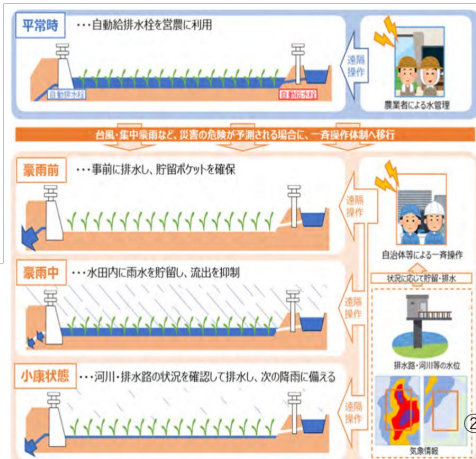 平常時
・・・自動給排水栓を営農に利用
自動排水栓
自動給水栓
遠隔
操作
農業者による水管理
台風・集中豪雨など、災害の危険が予測される場合に、一斉操作体制へ移行
豪雨前
・・・事前に排水し、貯留ポケットを確保
遠隔
操作
自治体等による一斉操作
状況に応じて貯留・排水
豪雨中
・・・水田内に雨水を貯留し、流出を抑制
遠隔
操作
排水路・河川等の水位
小康状態
・・・河川・排水路の状況を確認して排水し、次の降雨に備える
遠隔
操作
気象情報
②